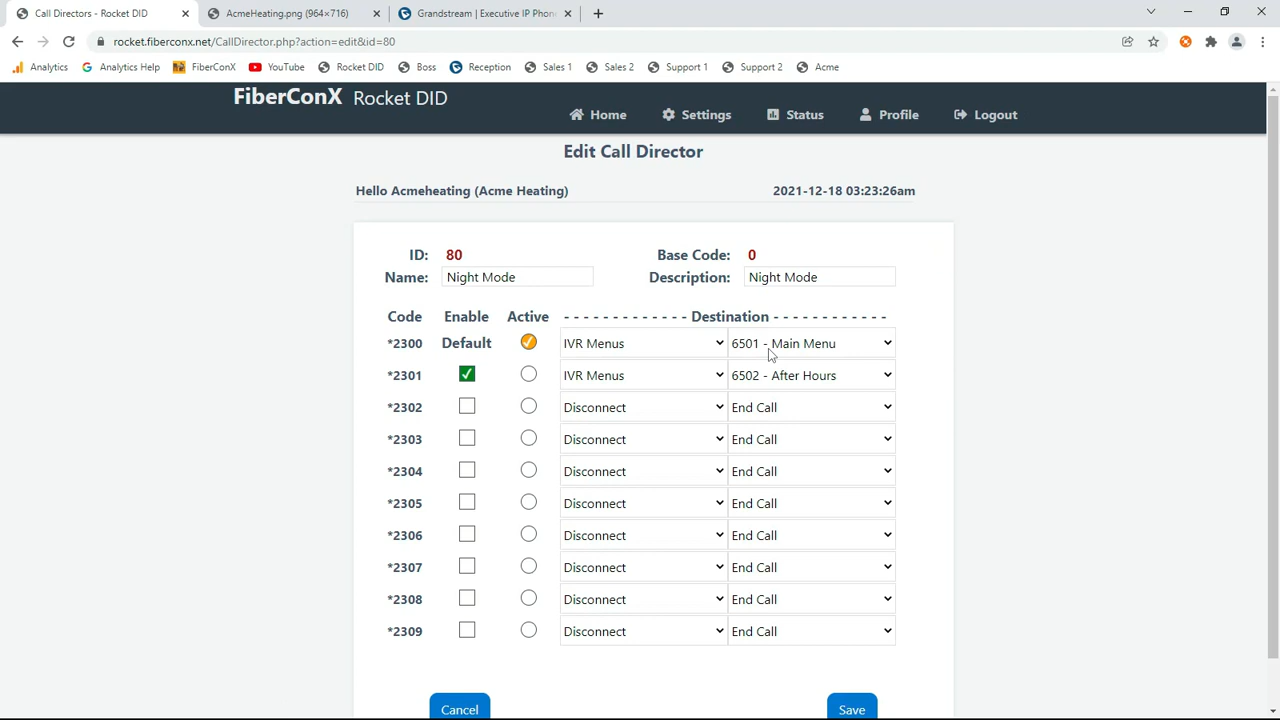 Call Directors - Rocket DID
AcmeHeating.png (964×716)
Grandstream | Executive IP Phon
rocket.fiberconx.net/CallDirector.php?action=edit&id=80
Analytics
Analytics Help
FiberConX
YouTube
Rocket DID
Boss
Reception
Sales 1
Sales 2
Support 1
Support 2
Acme
FiberConX Rocket DID
Home
Settings
Status
Profile
Logout
Edit Call Director
Hello Acmeheating (Acme Heating) 2021-12-18 03:23:26am
ID: 80 Base Code: 0
Name: Night Mode Description: Night Mode
Code Enable Active - - - - - - - - - - - - - Destination - - - - - - - - - - - -
*2300 Default IVR Menus 6501 - Main Menu
*2301 IVR Menus 6502 - After Hours
*2302 Disconnect End Call
*2303 Disconnect End Call
*2304 Disconnect End Call
*2305 Disconnect End Call
*2306 Disconnect End Call
*2307 Disconnect End Call
*2308 Disconnect End Call
*2309 Disconnect End Call
Cancel Save